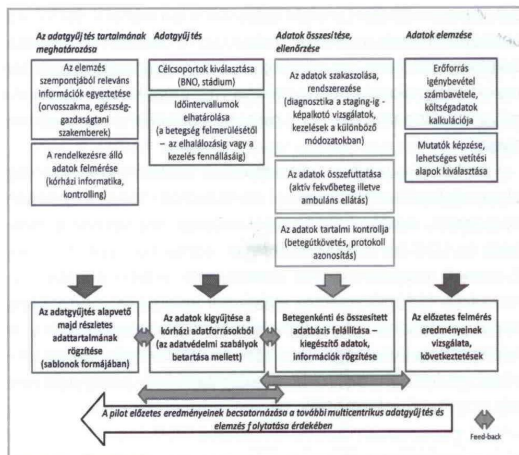 Az adatgyűjtés tartalmának
meghatározása
Az elemzés
szempontjából releváns
információk egyeztetése
(orvosszakma, egészség-
gazdaságtani
szakemberek)
A rendelkezésre álló
adatok felmérése
(kórházi informatika,
kontrolling)
Az adatgyűjtés alapvető
majd részletes
adattartalmának
rögzítése
(sablonok formájában)
Adatgyűjtés
Célcsoportok kiválasztása
(BNO, stádium)
Időintervallumok
elhatárolása
(a betegség felmerülésétől
– az elhalálozásig vagy a
kezelés fennállásáig)
Az adatok kigyűjtése a
kórházi adatforrásokból
(az adatvédelmi szabályok
betartása mellett)
Adatok összesítése,
ellenőrzése
Az adatok szakaszolása,
rendszerezése
(diagnosztika a staging-ig -
képalkotó vizsgálatok,
kezelések a különböző
módozatokban)
Az adatok összefuttatása
(aktív fekvőbeteg illetve
ambuláns ellátás)
Az adatok tartalmi kontrollja
(betegútkövetés, protokoll
azonosítás)
Betegenkénti és összesített
adatbázis felállítása –
kiegészítő adatok,
információk rögzítése
Adatok elemzése
Erőforrás
igénybevétel
számbavétele,
költségadatok
kalkulációja
Mutatók képzése,
lehetséges vetítési
alapok kiválasztása
Az előzetes felmérés
eredményeinek
vizsgálata,
következtetések
A pilot előzetes eredményeinek becsatornázása a további multicentrikus adatgyűjtés és
elemzés folytatása érdekében
Feed-back